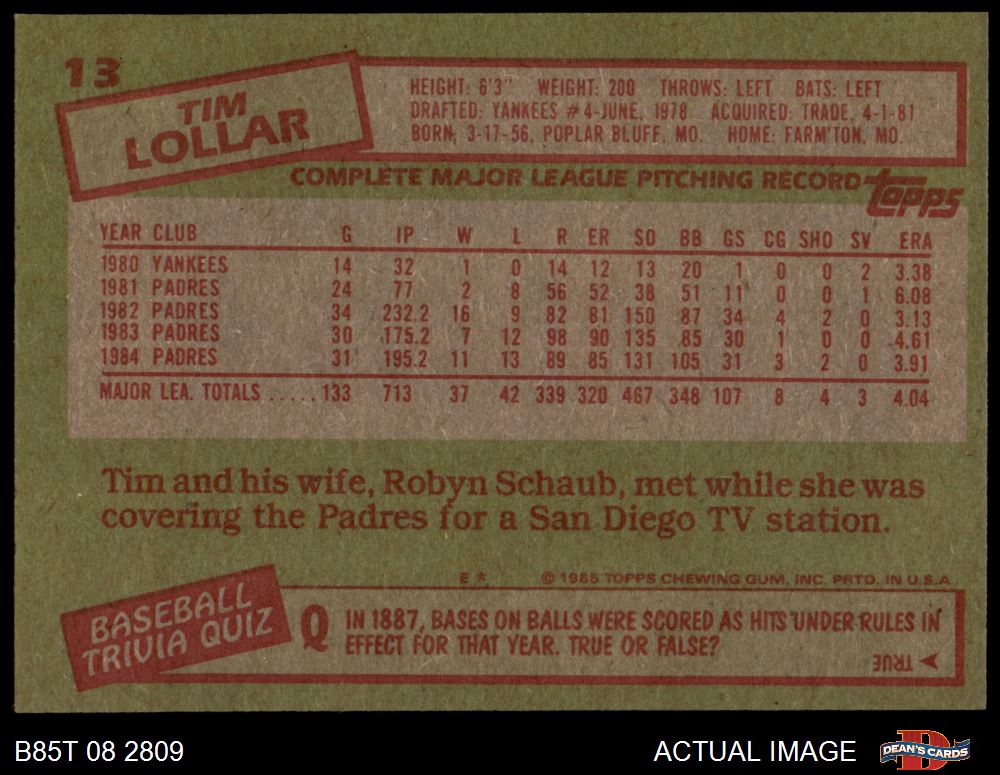 13
TIM
LOLLAR
HEIGHT: 6'3" WEIGHT: 200 THROWS: LEFT BATS: LEFT
DRAFTED: YANKEES #4-JUNE, 1978 ACQUIRED: TRADE, 4-1-81
BORN: 3-17-56, POPLAR BLUFF, MO. HOME: FARM'TON, MO.
COMPLETE MAJOR LEAGUE PITCHING RECORD
topps
YEAR CLUB G IP W L R ER SO BB GS CG SHO SV ERA
1980 YANKEES 14 32 1 0 14 12 13 20 1 0 0 2 3.38
1981 PADRES 24 77 2 8 56 52 38 51 11 0 0 1 6.08
1982 PADRES 34 232.2 16 9 82 81 150 87 34 4 2 0 3.13
1983 PADRES 30 175.2 7 12 98 90 135 85 30 1 0 0 4.61
1984 PADRES 31 195.2 11 13 89 85 131 105 31 3 2 0 3.91
MAJOR LEA. TOTALS .....133 713 37 42 339 320 467 348 107 8 4 3 4.04
Tim and his wife, Robyn Schaub, met while she was
covering the Padres for a San Diego TV station.
E* © 1985 TOPPS CHEWING GUM, INC. PRTD. IN U.S.A.
BASEBALL
TRIVIA QUIZ
Q IN 1887, BASES ON BALLS WERE SCORED AS HITS UNDER RULES IN
EFFECT FOR THAT YEAR. TRUE OR FALSE?
TRUE
B85T 08 2809
ACTUAL IMAGE
DEAN'S CARDS